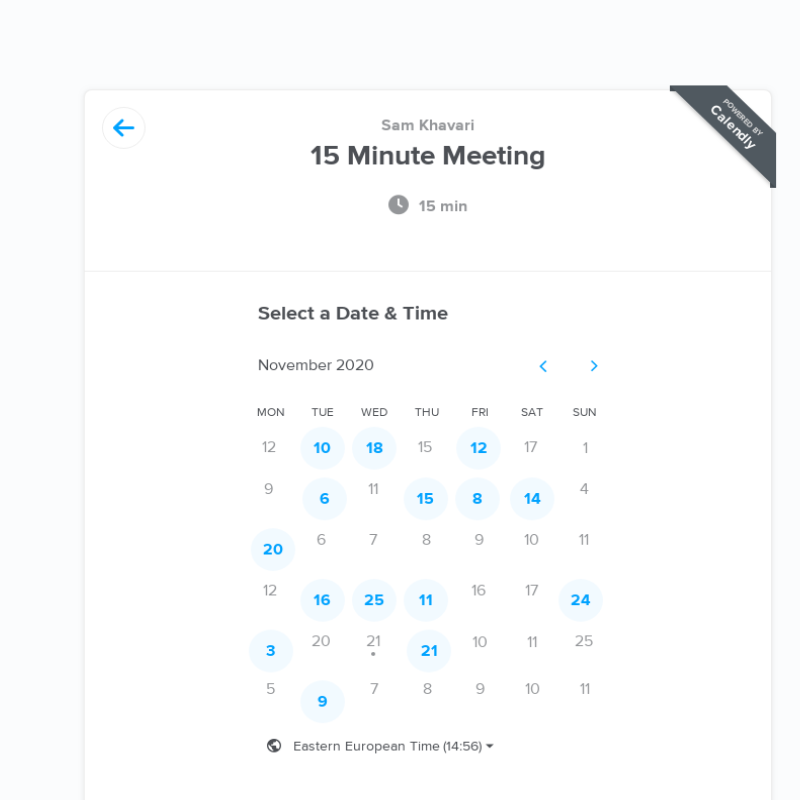 POWERED BY
Calendly
Sam Khavari
15 Minute Meeting
15 min
Select a Date & Time
November 2020
MON TUE WED THU FRI SAT SUN
12 10 18 15 12 17 1
9 6 11 15 8 14 4
20 6 7 8 9 10 11
12 16 25 11 16 17 24
3 20 21 21 10 11 25
5 9 7 8 9 10 11
Eastern European Time (14:56)